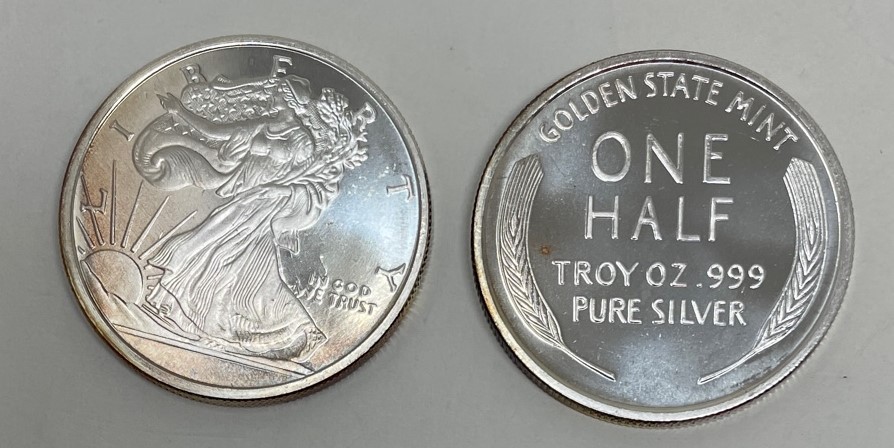 LIBERTY
IN GOD
WE TRUST
GOLDEN STATE MINT
ONE
HALF
TROY OZ .999
PURE SILVER